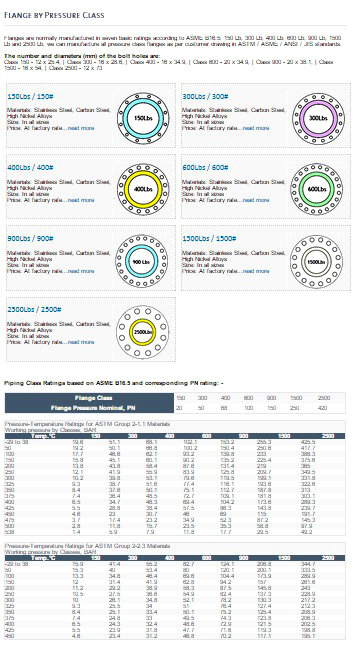 FLANGE BY PRESSURE CLASS
Flanges are normally manufactured in seven basic ratings according to ASME B16.5. 150 Lb, 300 Lb, 400 Lb, 600 Lb, 900 Lb, 1500
Lb and 2500 Lb, we can manufacture all pressure class flanges as per customer drawing in ASTM / ASME / ANSI / JIS standards.
The number and diameters (mm) of the bolt holes are:
Class 150 - 12 x 25.4, | Class 300 - 16 x 28.6, | Class 400 - 16 x 34.9, | Class 600 - 20 x 34.9, | Class 900 - 20 x 38.1, | Class
1500 - 16 x 54, | Class 2500 - 12 x 73
150Lbs / 150#
Materials: Stainless Steel, Carbon Steel,
High Nickel Alloys
Size: In all sizes
Price: At factory rate...read more
150Lbs
300Lbs / 300#
Materials: Stainless Steel, Carbon Steel,
High Nickel Alloys
Size: In all sizes
Price: At factory rate...read more
300Lbs
400Lbs / 400#
Materials: Stainless Steel, Carbon Steel,
High Nickel Alloys
Size: In all sizes
Price: At factory rate...read more
400Lbs
600Lbs / 600#
Materials: Stainless Steel, Carbon Steel,
High Nickel Alloys
Size: In all sizes
Price: At factory rate...read more
600Lbs
900Lbs / 900#
Materials: Stainless Steel, Carbon Steel,
High Nickel Alloys
Size: In all sizes
Price: At factory rate...read more
900 Lbs
1500Lbs / 1500#
Materials: Stainless Steel, Carbon Steel,
High Nickel Alloys
Size: In all sizes
Price: At factory rate...read more
1500Lbs
2500Lbs / 2500#
Materials: Stainless Steel, Carbon Steel,
High Nickel Alloys
Size: In all sizes
Price: At factory rate...read more
2500Lbs
Piping Class Ratings based on ASME B16.5 and corresponding PN rating: -
Flange Class 150 300 400 600 900 1500 2500
Flange Pressure Nominal, PN 20 50 68 100 150 250 420
Pressure-Temperature Ratings for ASTM Group 2-1.1 Materials
Working pressure by Classes, BAR
Temp.°C 150 300 400 600 900 1500 2500
-29 to 38 19.6 51.1 68.1 102.1 153.2 255.3 425.5
50 19.2 50.1 66.8 100.2 150.4 250.6 417.7
100 17.7 46.6 62.1 93.2 139.8 233 388.3
150 15.8 45.1 60.1 90.2 135.2 225.4 375.6
200 13.8 43.8 58.4 87.6 131.4 219 365
250 12.1 41.9 55.9 83.9 125.8 209.7 349.5
300 10.2 39.8 53.1 79.6 119.5 199.1 331.8
325 9.3 38.7 51.6 77.4 116.1 193.6 322.6
350 8.4 37.6 50.1 75.1 112.7 187.8 313
375 7.4 36.4 48.5 72.7 109.1 181.8 303.1
400 6.5 34.7 46.3 69.4 104.2 173.6 289.3
425 5.5 28.8 38.4 57.5 86.3 143.8 239.7
450 4.6 230 30.7 46 69 115 191.7
475 3.7 17.4 23.2 34.9 52.3 87.2 145.3
500 2.8 11.8 15.7 23.5 35.3 58.8 97.9
538 1.4 5.9 7.9 11.8 17.7 29.5 49.2
Pressure-Temperature Ratings for ASTM Group 2-2.3 Materials
Working pressure by Classes, BAR
Temp.°C 150 300 400 600 900 1500 2500
-29 to 38 15.9 41.4 55.2 82.7 124.1 206.8 344.7
50 15.3 40 53.4 80 120.1 200.1 333.5
100 13.3 34.8 46.4 69.6 104.4 173.9 289.9
150 12 31.4 41.9 62.8 94.2 157 261.6
200 11.2 29.2 38.9 58.3 87.5 145.8 243
250 10.5 27.5 36.6 54.9 82.4 137.3 228.9
300 10 26.1 34.8 52.1 78.2 130.3 217.2
325 9.3 25.5 34 51 76.4 127.4 212.3
350 8.4 25.1 33.4 50.1 75.2 125.4 208.9
375 7.4 24.8 33 49.5 74.3 123.8 206.3
400 6.5 24.3 32.4 48.6 72.9 121.5 202.5
425 5.5 23.9 31.8 47.7 71.6 119.3 198.8
450 4.6 23.4 31.2 46.8 70.2 117.1 195.1